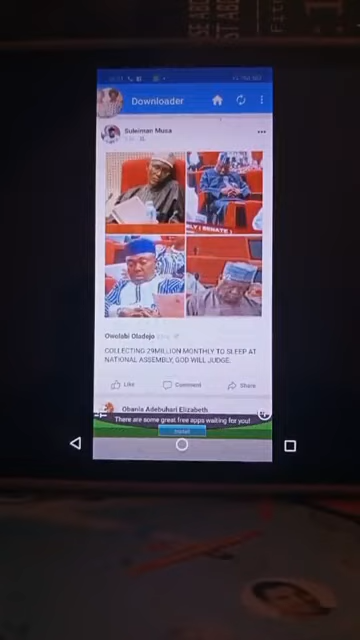 Downloader
Suleiman Musa
Owolabi Oladejo
COLLECTING 29MILLION MONTHLY TO SLEEP AT
NATIONAL ASSEMBLY, GOD WILL JUDGE.
Like
Comment
Share
Obania Adebuhari Elizabeth
There are some great free apps waiting for you!
Install